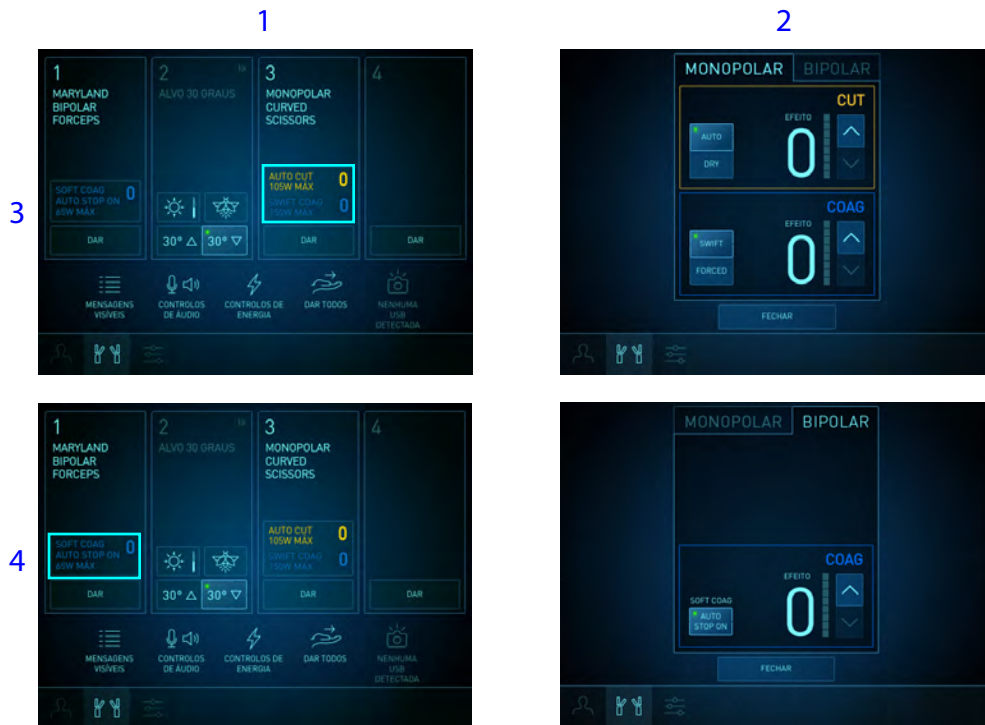 1
2
3
1
MARYLAND
BIPOLAR
FORCEPS
SOFT COAG
AUTO STOP ON
65W MÁX
0
DAR
2
ALVO 30 GRAUS
30°
30°
3
MONOPOLAR
CURVED
SCISSORS
AUTO CUT
105W MÁX
0
SWIFT COAG
150W MÁX
0
DAR
4
DAR
MENSAGENS
VISÍVEIS
CONTROLOS
DE ÁUDIO
CONTROLOS DE
ENERGIA
DAR TODOS
NENHUMA
USB
DETECTADA
MONOPOLAR
BIPOLAR
CUT
EFEITO
AUTO
DRY
0
COAG
EFEITO
SWIFT
FORCED
0
FECHAR
4
1
MARYLAND
BIPOLAR
FORCEPS
SOFT COAG
AUTO STOP ON
65W MÁX
0
DAR
2
ALVO 30 GRAUS
30°
30°
3
MONOPOLAR
CURVED
SCISSORS
AUTO CUT
105W MÁX
0
SWIFT COAG
150W MÁX
0
DAR
4
DAR
MENSAGENS
VISÍVEIS
CONTROLOS
DE ÁUDIO
CONTROLOS DE
ENERGIA
DAR TODOS
NENHUMA
USB
DETECTADA
MONOPOLAR
BIPOLAR
COAG
EFEITO
SOFT COAG
AUTO
STOP ON
0
FECHAR